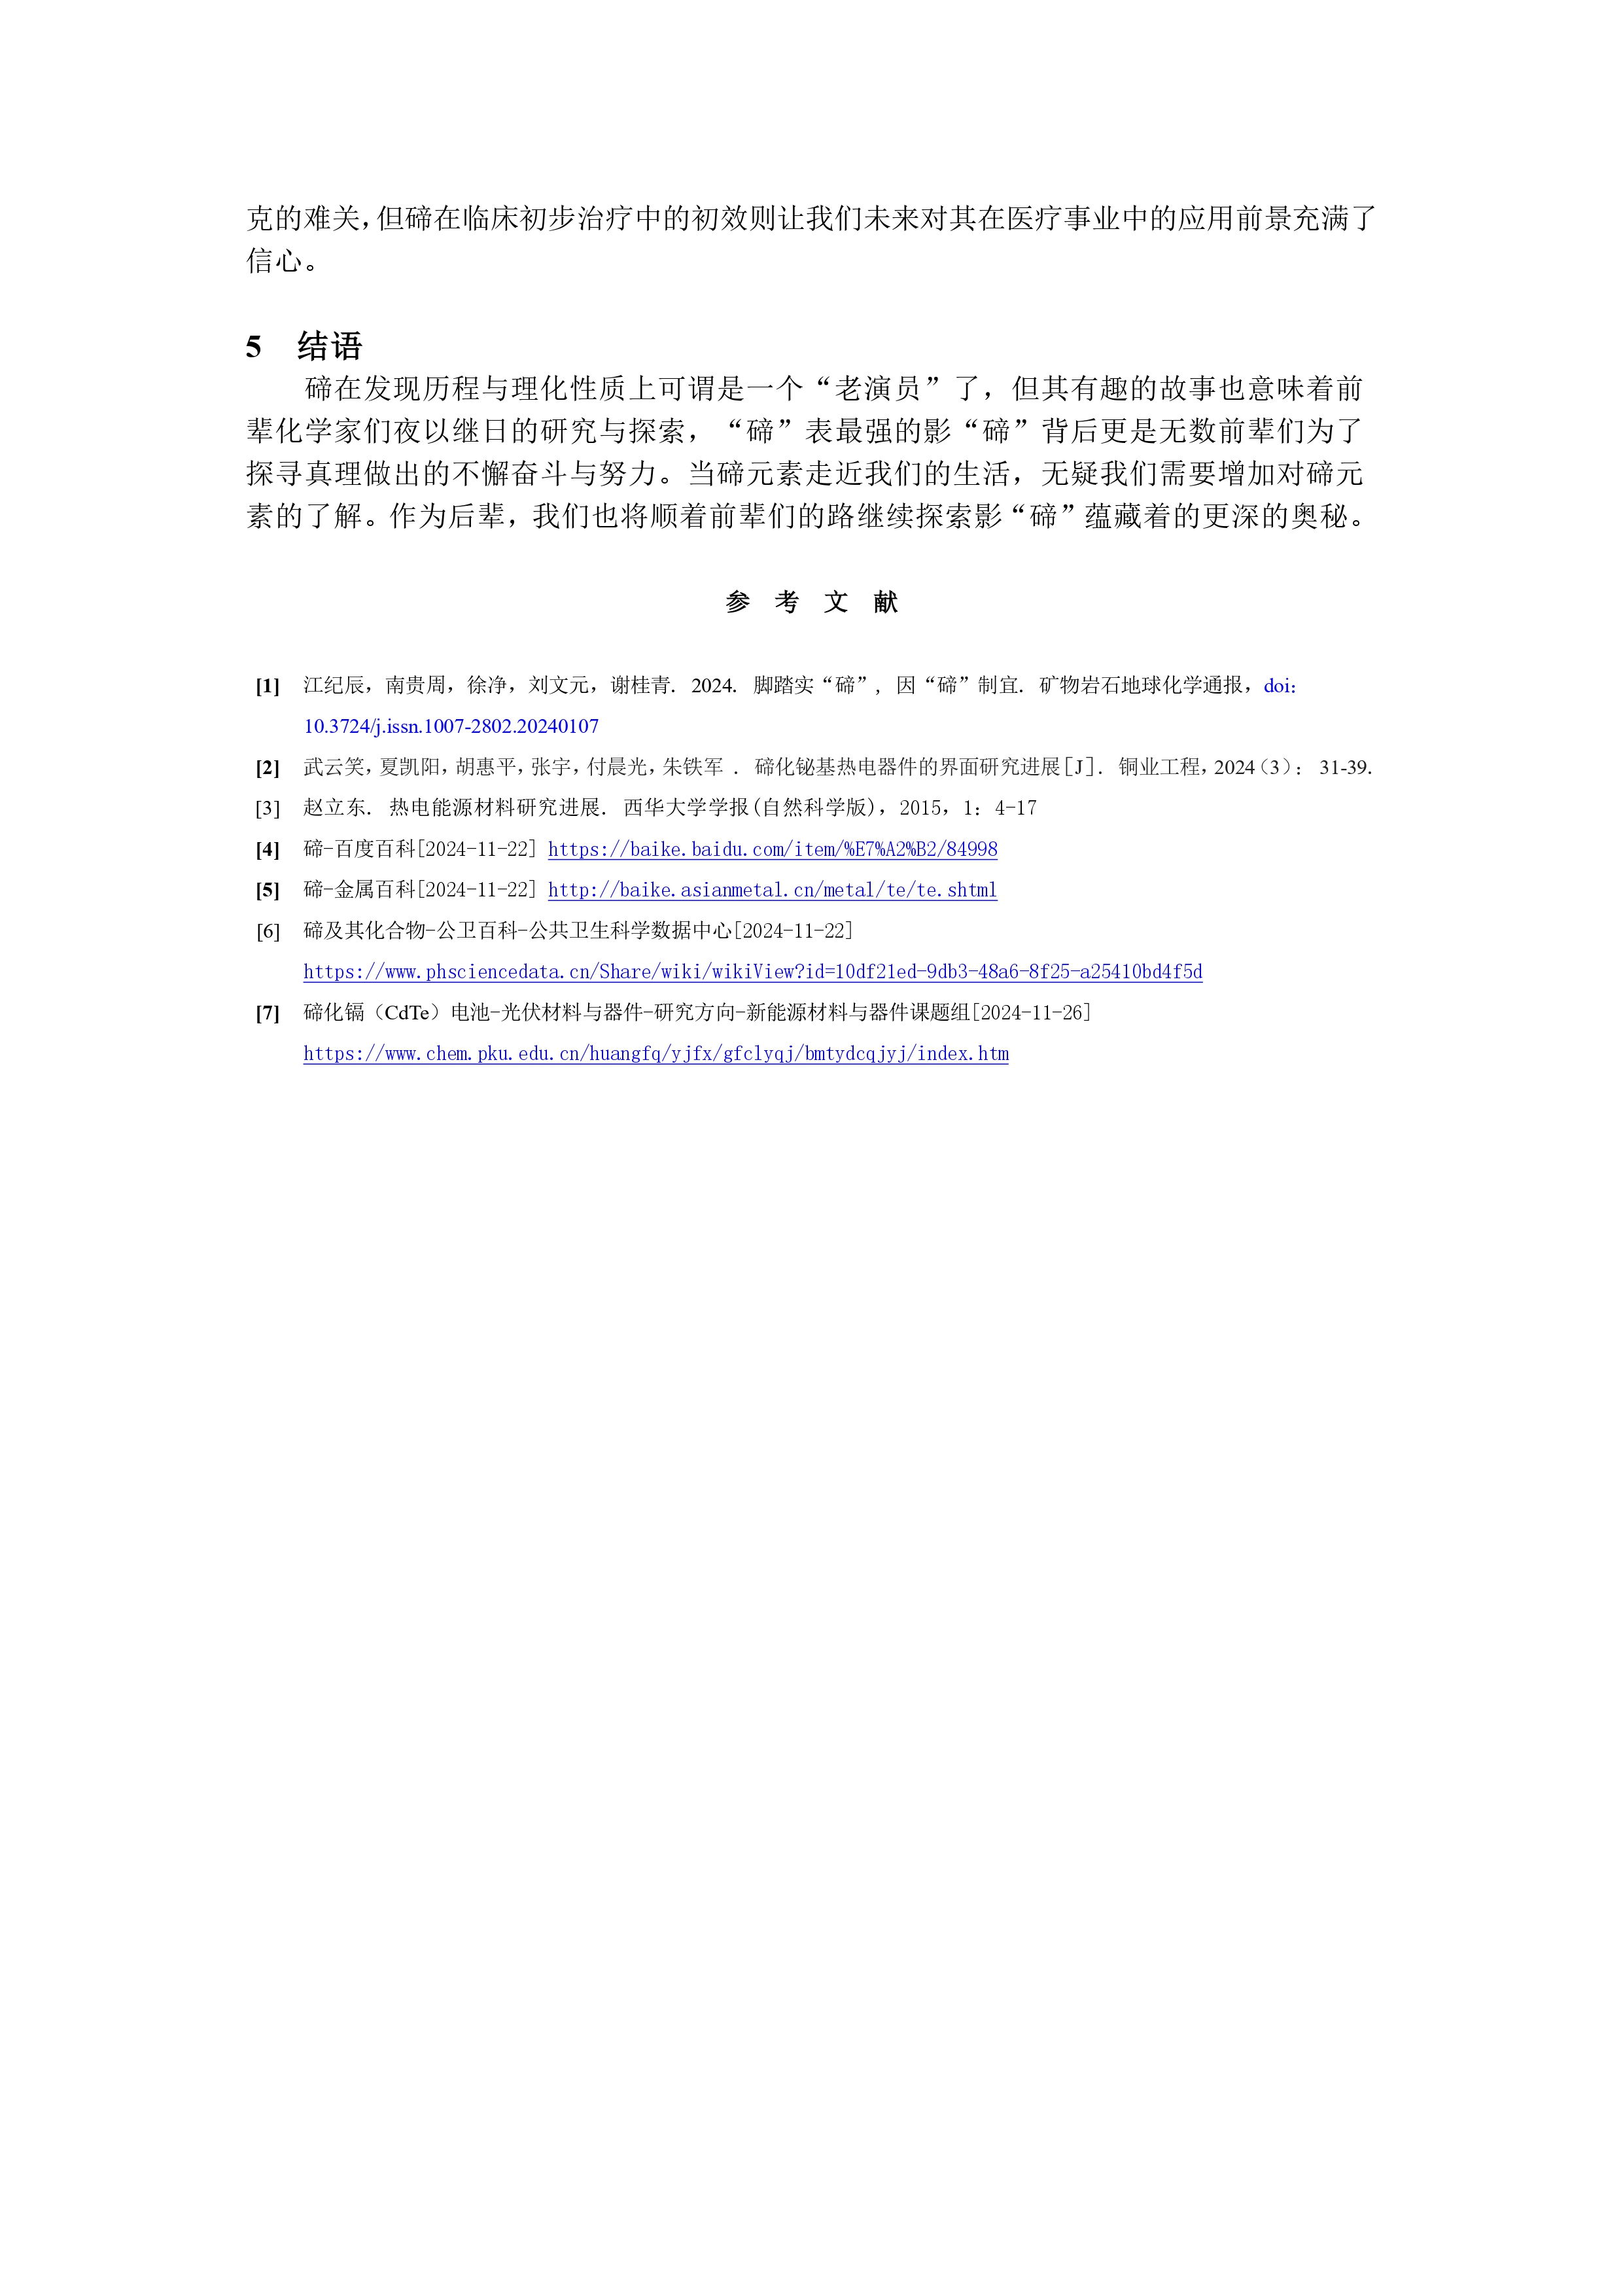 克的难关，但碲在临床初步治疗中的初效则让我们未来对其在医疗事业中的应用前景充满了
信心。
5 结语
碲在发现历程与理化性质上可谓是一个“老演员”了，但其有趣的故事也意味着前
辈化学家们夜以继日的研究与探索，“碲”表最强的影“碲”背后更是无数前辈们为了
探寻真理做出的不懈奋斗与努力。当碲元素走近我们的生活，无疑我们需要增加对碲元
素的了解。作为后辈，我们也将顺着前辈们的路继续探索影“碲”蕴藏着的更深的奥秘。
参 考 文 献
[1] 江纪辰，南贵周，徐净，刘文元，谢桂青. 2024. 脚踏实“碲”, 因“碲”制宜. 矿物岩石地球化学通报，doi:
10.3724/j.issn.1007-2802.20240107
[2] 武云笑，夏凯阳，胡惠平，张宇，付晨光，朱铁军 . 碲化铋基热电器件的界面研究进展[J]. 铜业工程，2024（3）： 31-39.
[3] 赵立东. 热电能源材料研究进展. 西华大学学报(自然科学版)，2015，1: 4-17
[4] 碲-百度百科[2024-11-22] https://baike.baidu.com/item/%E7%A2%B2/84998
[5] 碲-金属百科[2024-11-22] http://baike.asianmetal.cn/metal/te/te.shtml
[6] 碲及其化合物-公卫百科-公共卫生科学数据中心[2024-11-22]
https://www.phsciencedata.cn/Share/wiki/wikiView?id=10df21ed-9db3-48a6-8f25-a25410bd4f5d
[7] 碲化镉（CdTe）电池-光伏材料与器件-研究方向-新能源材料与器件课题组[2024-11-26]
https://www.chem.pku.edu.cn/huangfq/yjfx/gfclyqj/bmtydcqjyj/index.htm